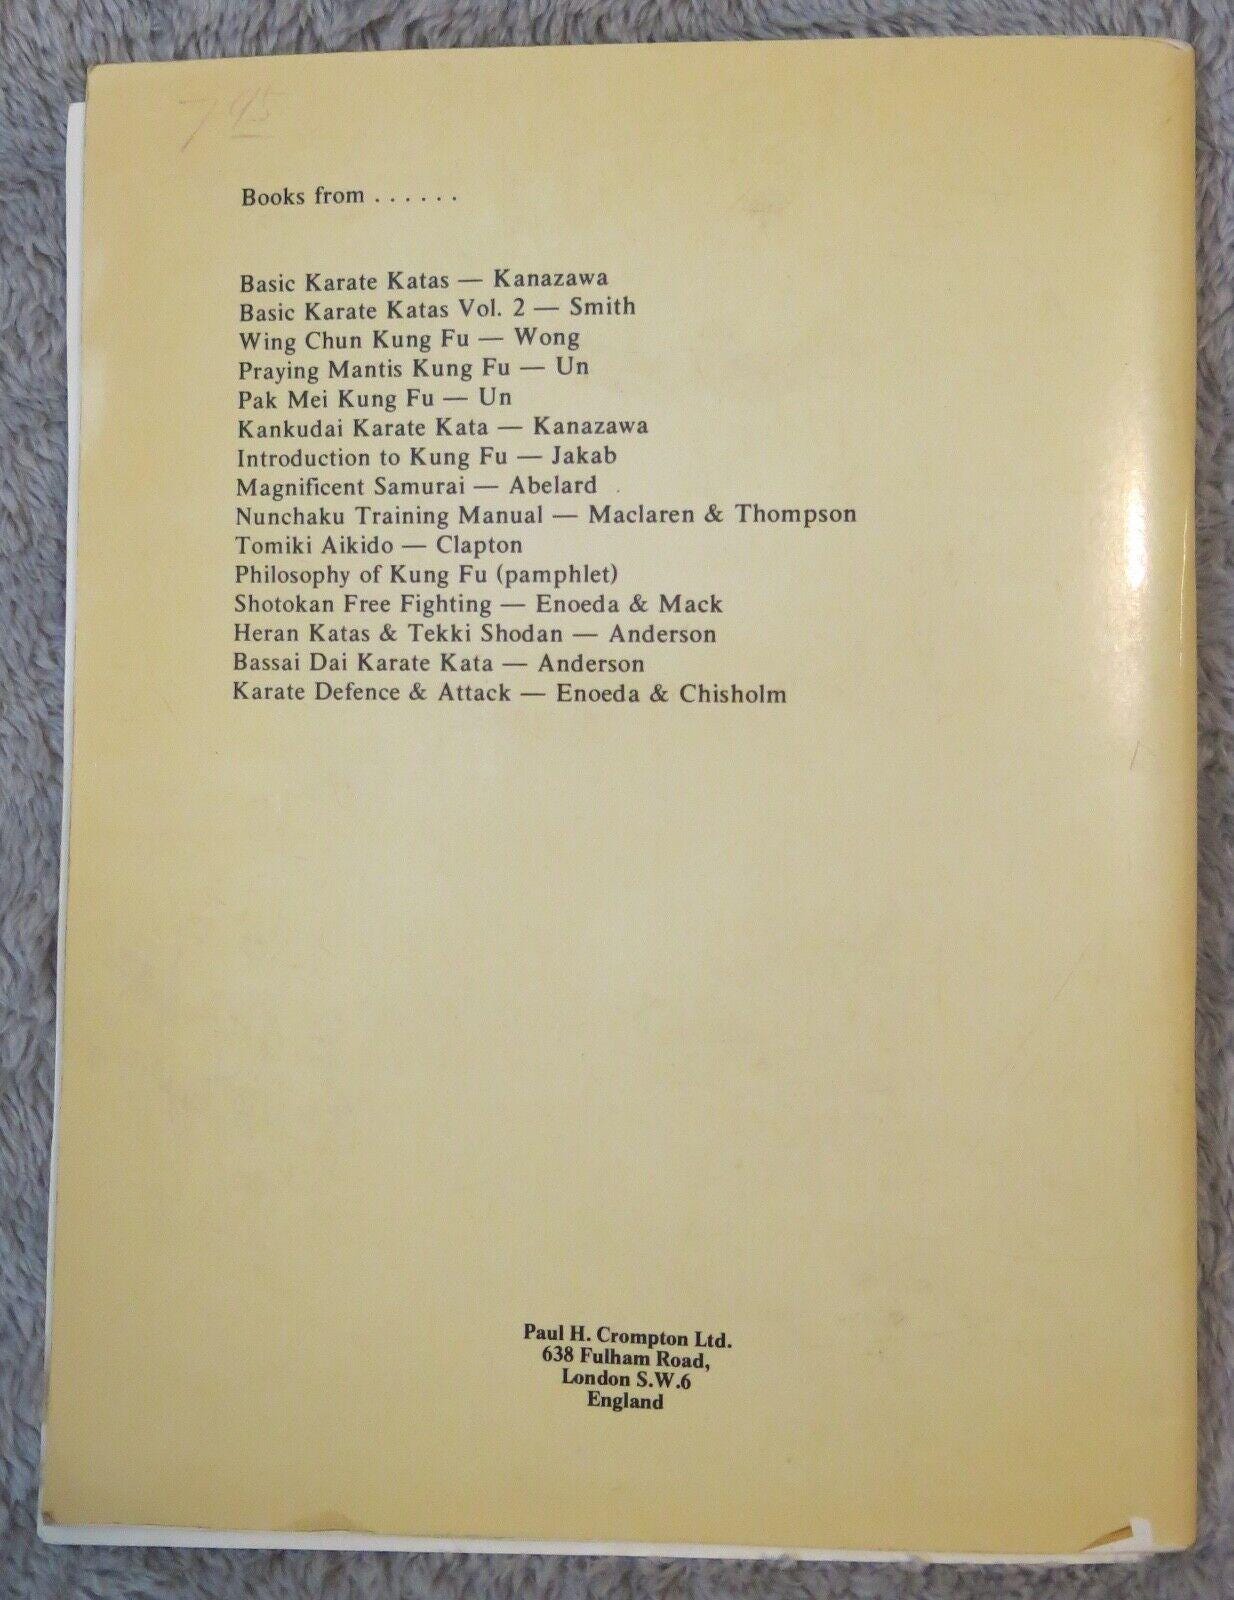 7 95
Books from ......
Basic Karate Katas — Kanazawa
Basic Karate Katas Vol. 2 — Smith
Wing Chun Kung Fu — Wong
Praying Mantis Kung Fu — Un
Pak Mei Kung Fu — Un
Kankudai Karate Kata — Kanazawa
Introduction to Kung Fu — Jakab
Magnificent Samurai — Abelard
Nunchaku Training Manual — Maclaren & Thompson
Tomiki Aikido — Clapton
Philosophy of Kung Fu (pamphlet)
Shotokan Free Fighting — Enoeda & Mack
Heran Katas & Tekki Shodan — Anderson
Bassai Dai Karate Kata — Anderson
Karate Defence & Attack — Enoeda & Chisholm
Paul H. Crompton Ltd.
638 Fulham Road,
London S.W.6
England